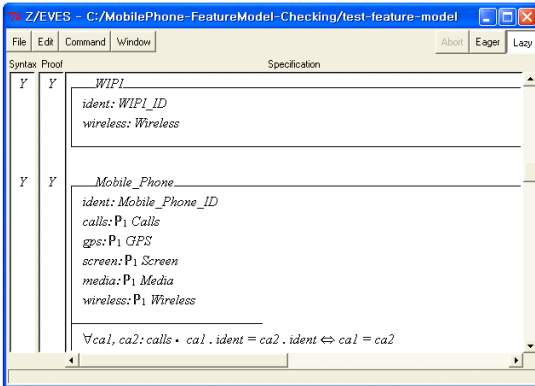 Z/EVES - C:/MobilePhone-FeatureModel-Checking/test-feature-model
File Edit Command Window Abort Eager Lazy
Syntax Proof Specification
Y Y WIPI
ident: WIPI_ID
wireless: Wireless
Y Y Mobile_Phone
ident: Mobile_Phone_ID
calls: P₁ Calls
gps: P₁ GPS
screen: P₁ Screen
media: P₁ Media
wireless: P₁ Wireless
∀ca1, ca2: calls • ca1 . ident = ca2 . ident ⇔ ca1 = ca2